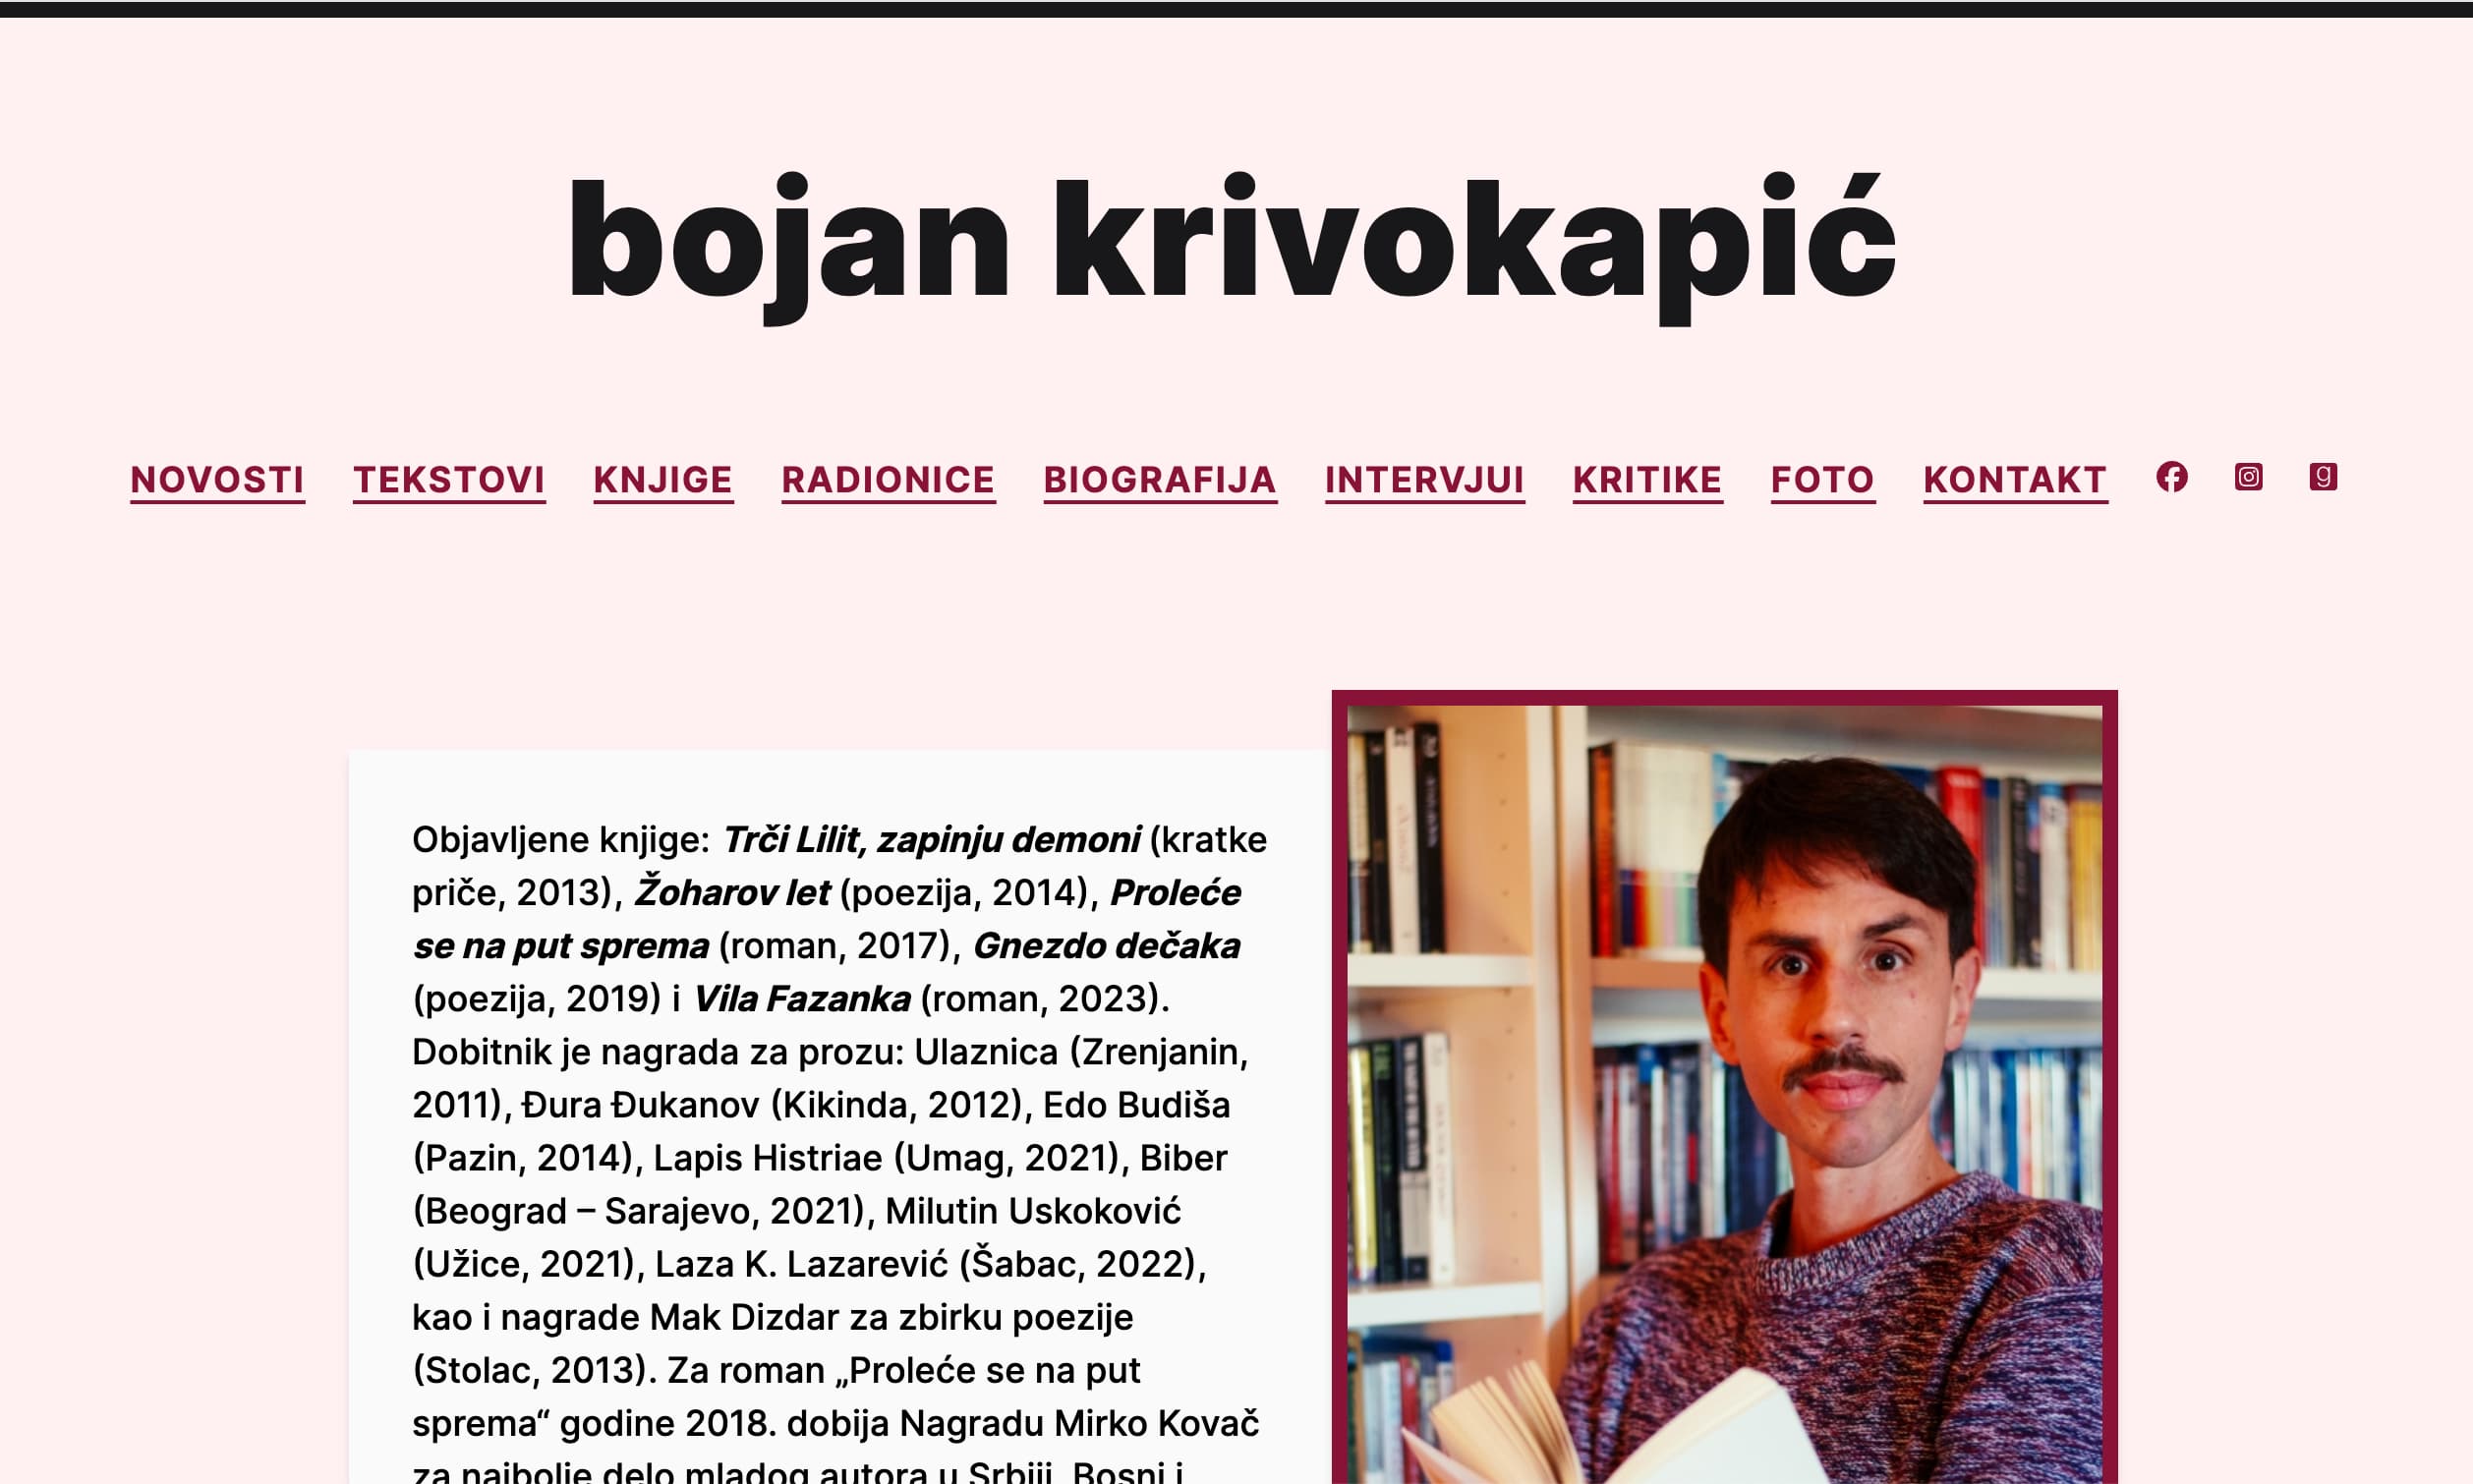 bojan krivokapić
NOVOSTI TEKSTOVI KNJIGE RADIONICE BIOGRAFIJA INTERVJUI KRITIKE FOTO KONTAKT
Objavljene knjige: Trči Lilit, zapinju demoni (kratke
priče, 2013), Žoharov let (poezija, 2014), Proleće
se na put sprema (roman, 2017), Gnezdo dečaka
(poezija, 2019) i Vila Fazanka (roman, 2023).
Dobitnik je nagrada za prozu: Ulaznica (Zrenjanin,
2011), Đura Đukanov (Kikinda, 2012), Edo Budiša
(Pazin, 2014), Lapis Histriae (Umag, 2021), Biber
(Beograd – Sarajevo, 2021), Milutin Uskoković
(Užice, 2021), Laza K. Lazarević (Šabac, 2022),
kao i nagrade Mak Dizdar za zbirku poezije
(Stolac, 2013). Za roman „Proleće se na put
sprema“ godine 2018. dobija Nagradu Mirko Kovač
za najbolje delo mladog autora u Srbiji, Bosni i